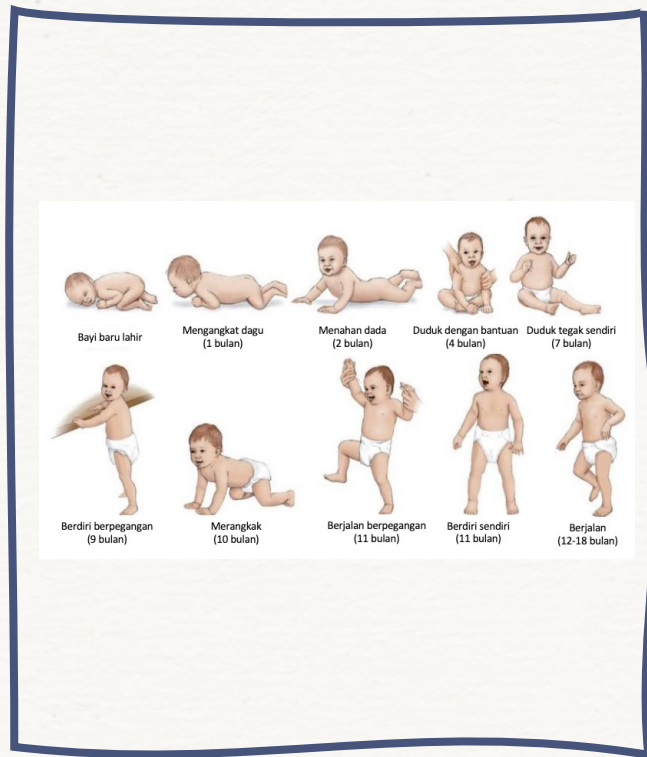 Bayi baru lahir
Mengangkat dagu
(1 bulan)
Menahan dada
(2 bulan)
Duduk dengan bantuan
(4 bulan)
Duduk tegak sendiri
(7 bulan)
Berdiri berpegangan
(9 bulan)
Merangkak
(10 bulan)
Berjalan berpegangan
(11 bulan)
Berdiri sendiri
(11 bulan)
Berjalan
(12-18 bulan)